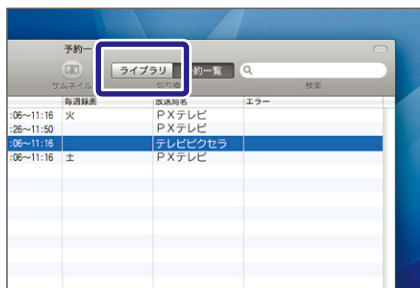 予約一
ライブラリ 約一覧
サムネイル 切り換 検索
毎週録画 放送局名 エラー
:06~11:16 火 PXテレビ
:26~11:50 PXテレビ
:06~11:16 テレビピクセラ
:06~11:16 土 PXテレビ